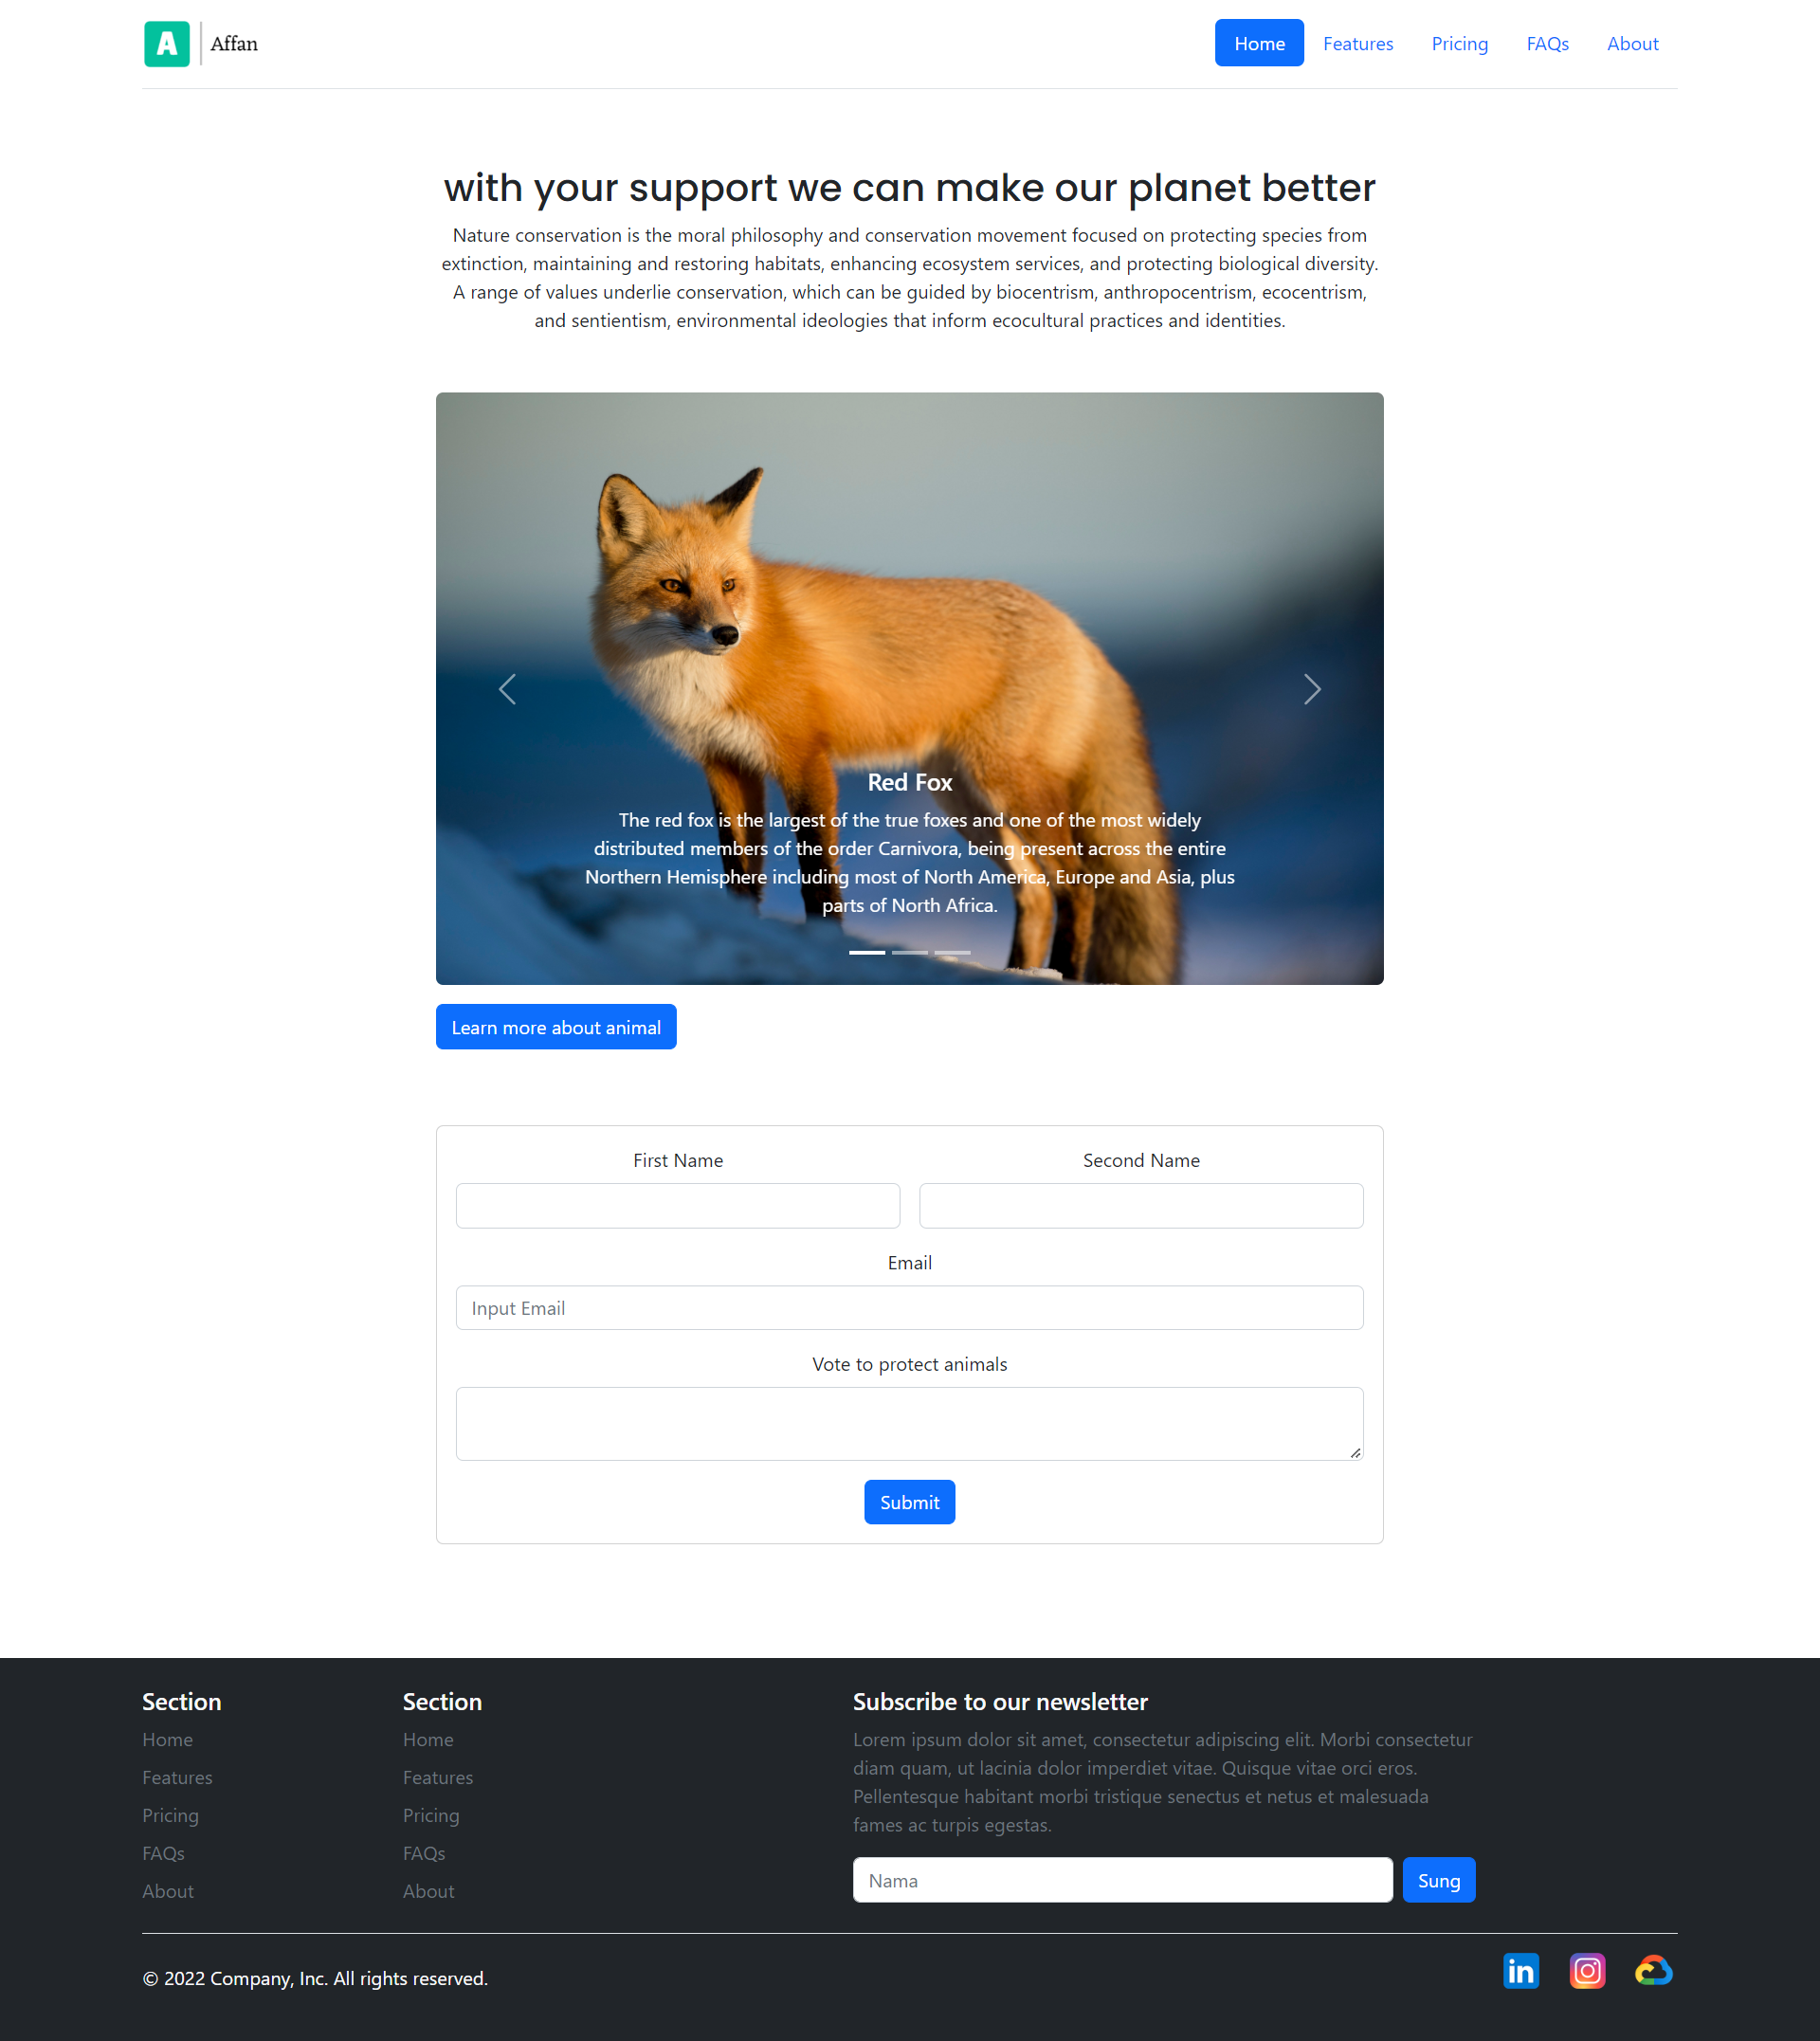 A
Affan
Home
Features
Pricing
FAQs
About
with your support we can make our planet better
Nature conservation is the moral philosophy and conservation movement focused on protecting species from
extinction, maintaining and restoring habitats, enhancing ecosystem services, and protecting biological diversity.
A range of values underlie conservation, which can be guided by biocentrism, anthropocentrism, ecocentrism,
and sentientism, environmental ideologies that inform ecocultural practices and identities.
Red Fox
The red fox is the largest of the true foxes and one of the most widely
distributed members of the order Carnivora, being present across the entire
Northern Hemisphere including most of North America, Europe and Asia, plus
parts of North Africa.
Learn more about animal
First Name
Second Name
Email
Input Email
Vote to protect animals
Submit
Section
Home
Features
Pricing
FAQs
About
Section
Home
Features
Pricing
FAQs
About
Subscribe to our newsletter
Lorem ipsum dolor sit amet, consectetur adipiscing elit. Morbi consectetur
diam quam, ut lacinia dolor imperdiet vitae. Quisque vitae orci eros.
Pellentesque habitant morbi tristique senectus et netus et malesuada
fames ac turpis egestas.
Nama
Sung
© 2022 Company, Inc. All rights reserved.
in